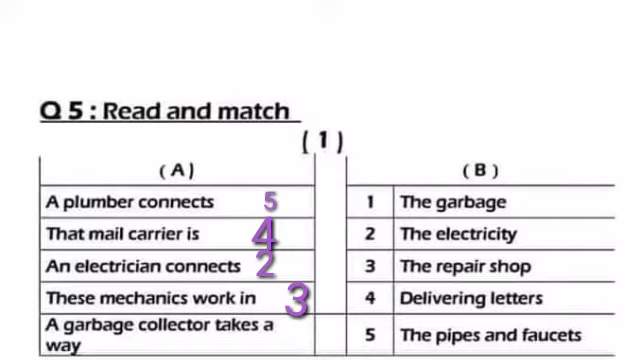 Q 5 : Read and match
( 1 )
( A ) ( B )
A plumber connects 5 1 The garbage
That mail carrier is 4 2 The electricity
An electrician connects 2 3 The repair shop
These mechanics work in 3 4 Delivering letters
A garbage collector takes a
way 5 The pipes and faucets